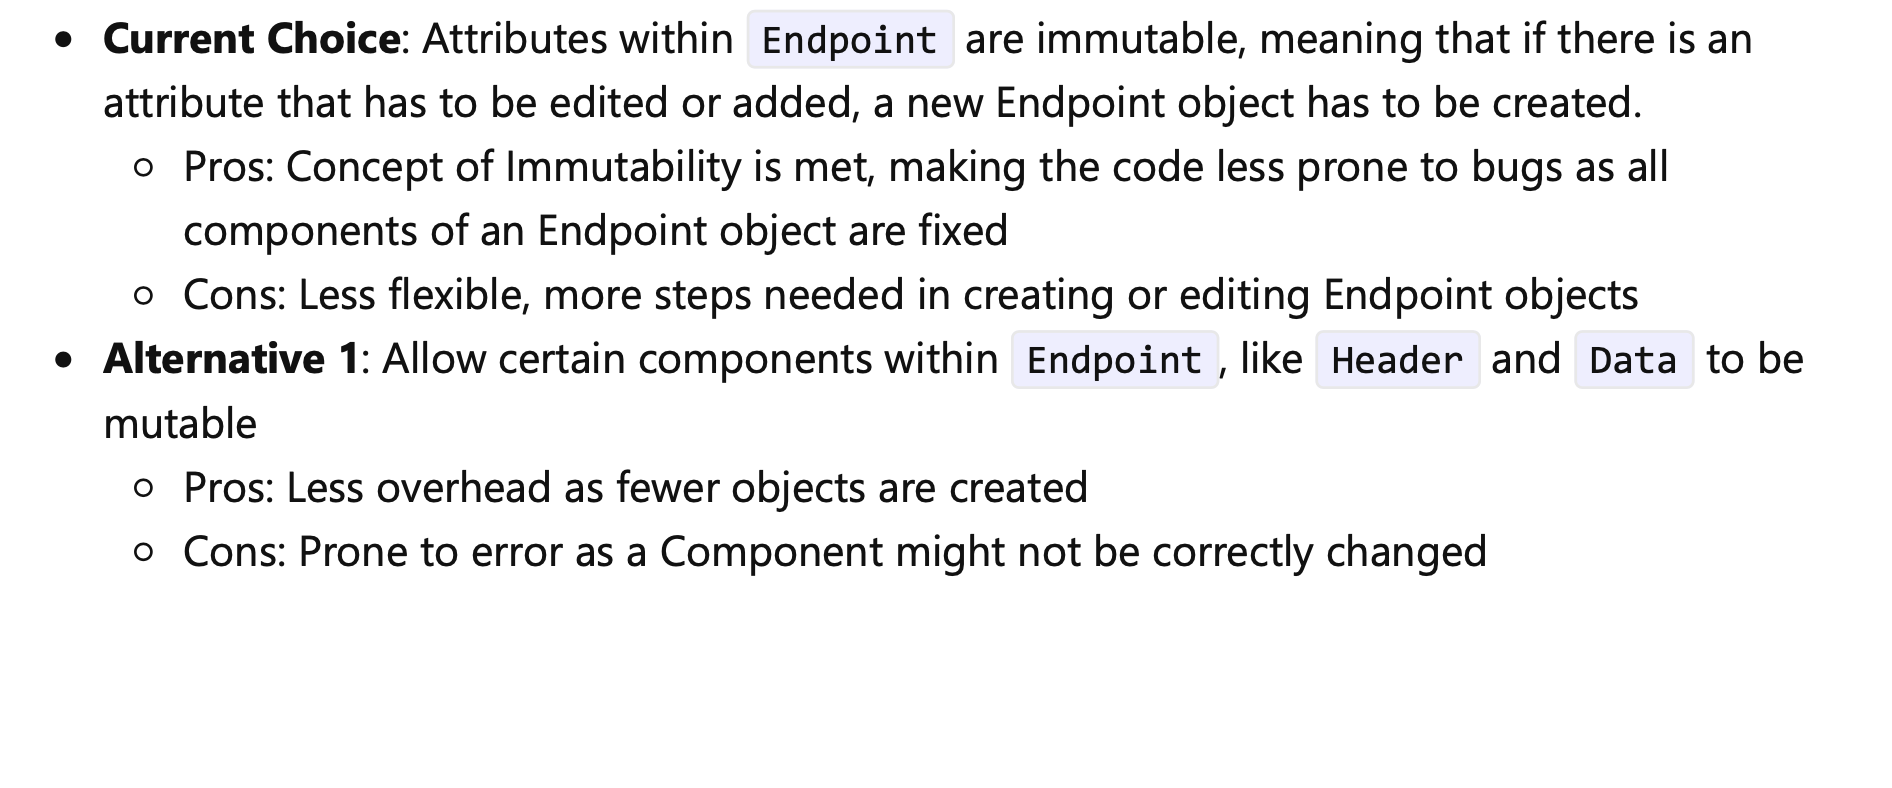 • Current Choice: Attributes within Endpoint are immutable, meaning that if there is an
attribute that has to be edited or added, a new Endpoint object has to be created.
○ Pros: Concept of Immutability is met, making the code less prone to bugs as all
components of an Endpoint object are fixed
○ Cons: Less flexible, more steps needed in creating or editing Endpoint objects
• Alternative 1: Allow certain components within Endpoint, like Header and Data to be
mutable
○ Pros: Less overhead as fewer objects are created
○ Cons: Prone to error as a Component might not be correctly changed